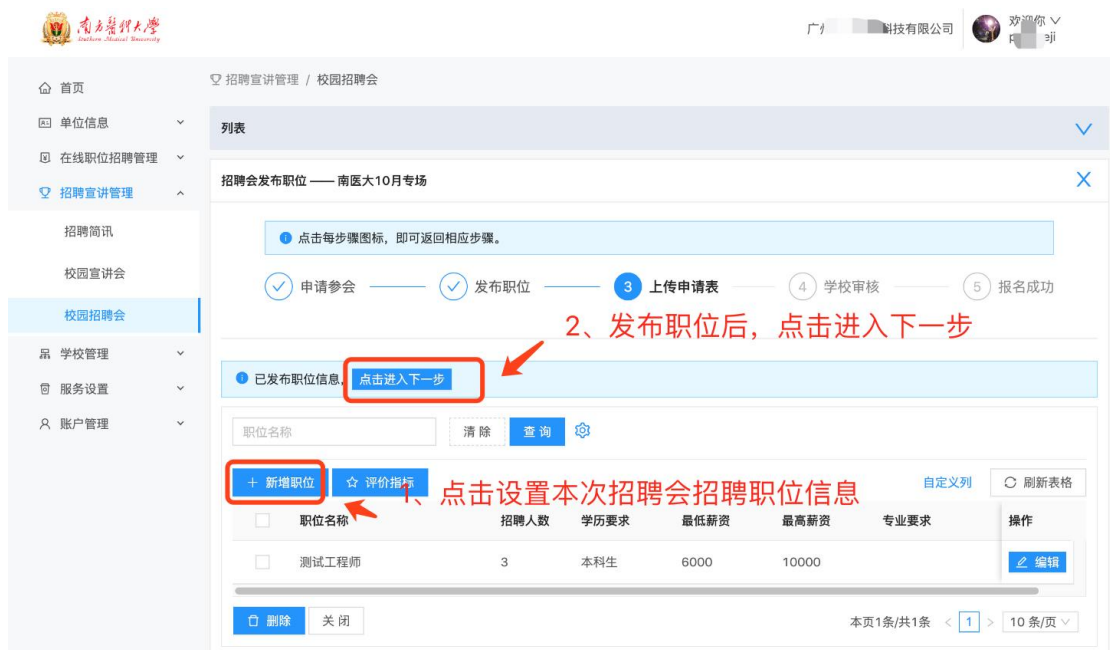 南方醫科大學
Southern Medical University
广州 科技有限公司
欢迎你
eji
首页
单位信息
在线职位招聘管理
招聘宣讲管理
招聘简讯
校园宣讲会
校园招聘会
学校管理
服务设置
账户管理
招聘宣讲管理 / 校园招聘会
列表
招聘会发布职位 —— 南医大10月专场
点击每步骤图标，即可返回相应步骤。
申请参会
发布职位
3 上传申请表
4 学校审核
5 报名成功
2、发布职位后，点击进入下一步
已发布职位信息，点击进入下一步
职位名称 清除 查询
+ 新增职位 评价指标 自定义列 刷新表格
1、点击设置本次招聘会招聘职位信息
职位名称 招聘人数 学历要求 最低薪资 最高薪资 专业要求 操作
测试工程师 3 本科生 6000 10000 编辑
删除 关闭 本页1条/共1条 < 1 > 10 条/页